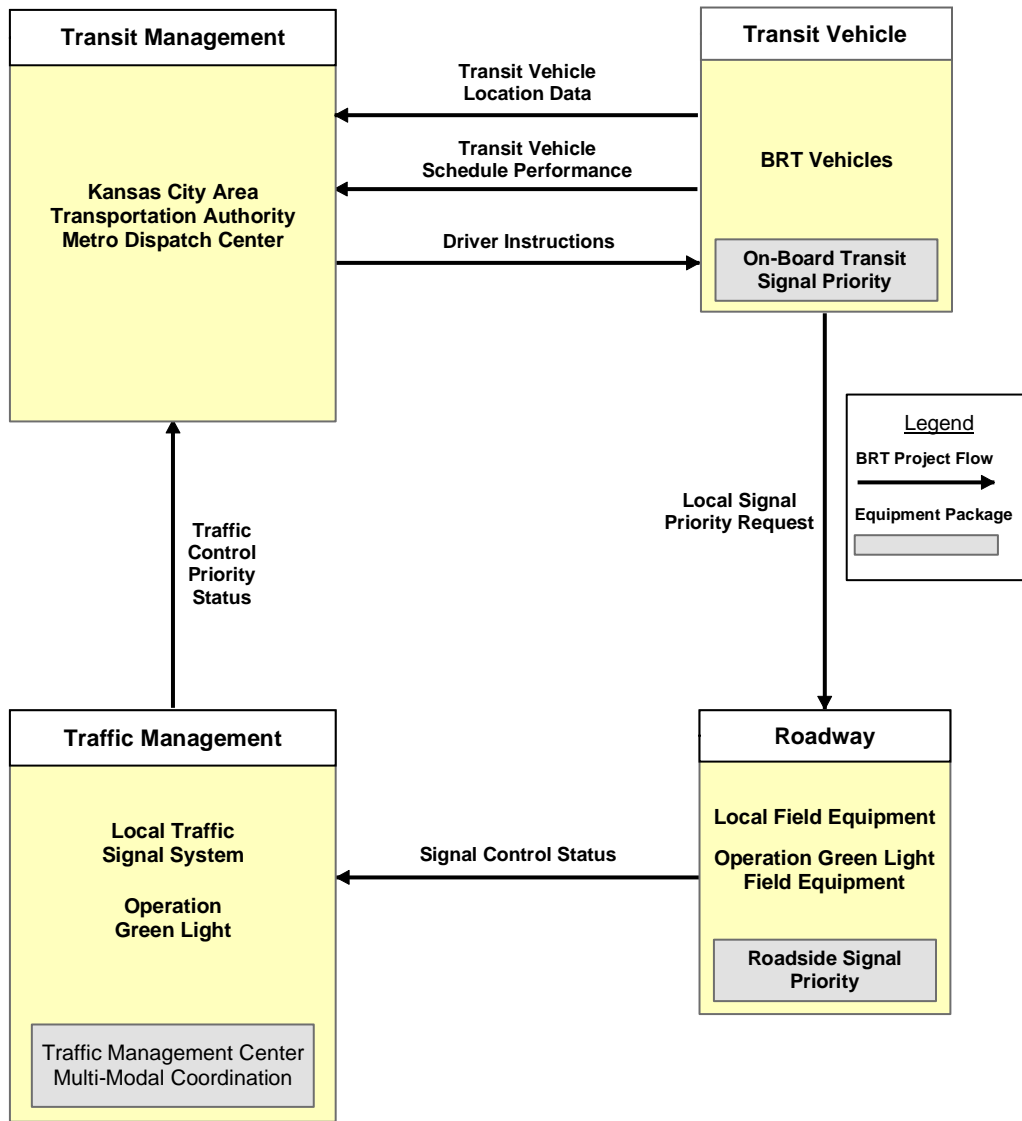 Transit Management
Kansas City Area
Transportation Authority
Metro Dispatch Center
Transit Vehicle
Location Data
Transit Vehicle
Schedule Performance
Driver Instructions
Transit Vehicle
BRT Vehicles
On-Board Transit
Signal Priority
Legend
BRT Project Flow
Equipment Package
Local Signal
Priority Request
Traffic
Control
Priority
Status
Traffic Management
Local Traffic
Signal System
Operation
Green Light
Traffic Management Center
Multi-Modal Coordination
Signal Control Status
Roadway
Local Field Equipment
Operation Green Light
Field Equipment
Roadside Signal
Priority